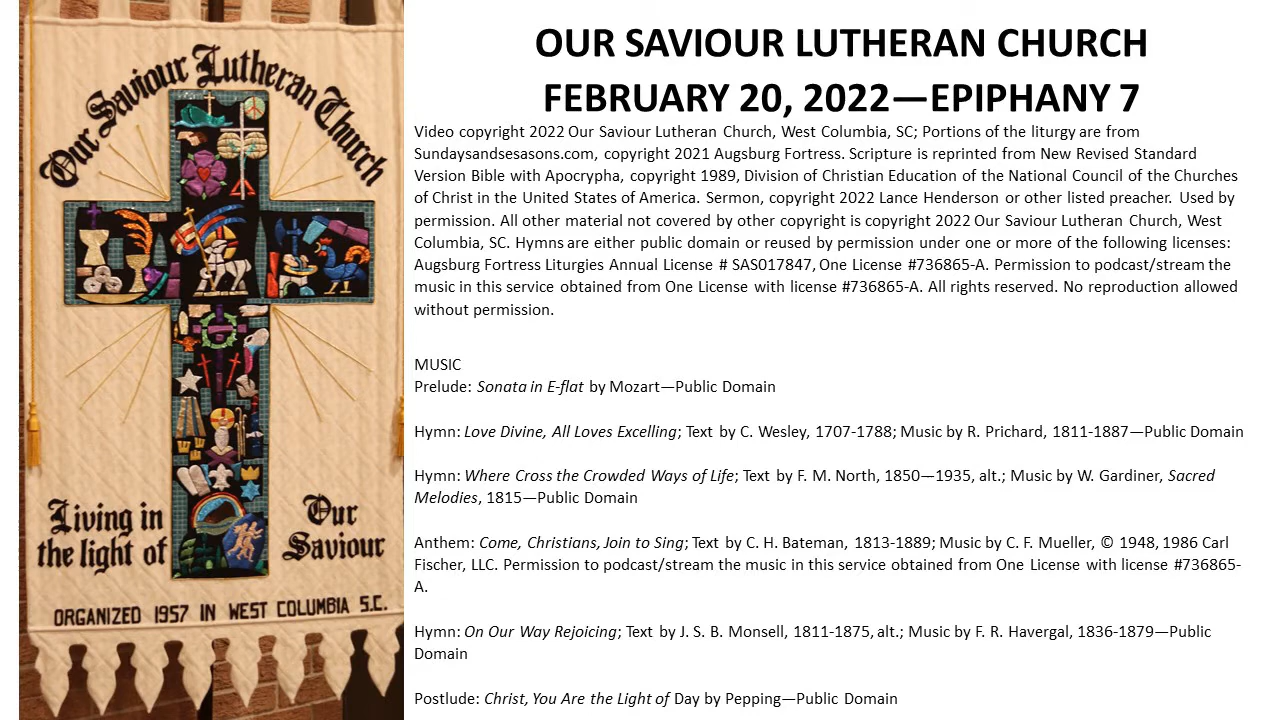 Our Saviour Lutheran Church
Living in
the light of
Our
Saviour
ORGANIZED 1957 IN WEST COLUMBIA S.C.
OUR SAVIOUR LUTHERAN CHURCH
FEBRUARY 20, 2022—EPIPHANY 7
Video copyright 2022 Our Saviour Lutheran Church, West Columbia, SC; Portions of the liturgy are from
Sundaysandsesasons.com, copyright 2021 Augsburg Fortress. Scripture is reprinted from New Revised Standard
Version Bible with Apocrypha, copyright 1989, Division of Christian Education of the National Council of the Churches
of Christ in the United States of America. Sermon, copyright 2022 Lance Henderson or other listed preacher. Used by
permission. All other material not covered by other copyright is copyright 2022 Our Saviour Lutheran Church, West
Columbia, SC. Hymns are either public domain or reused by permission under one or more of the following licenses:
Augsburg Fortress Liturgies Annual License # SAS017847, One License #736865-A. Permission to podcast/stream the
music in this service obtained from One License with license #736865-A. All rights reserved. No reproduction allowed
without permission.
MUSIC
Prelude: Sonata in E-flat by Mozart—Public Domain
Hymn: Love Divine, All Loves Excelling; Text by C. Wesley, 1707-1788; Music by R. Prichard, 1811-1887—Public Domain
Hymn: Where Cross the Crowded Ways of Life; Text by F. M. North, 1850—1935, alt.; Music by W. Gardiner, Sacred
Melodies, 1815—Public Domain
Anthem: Come, Christians, Join to Sing; Text by C. H. Bateman, 1813-1889; Music by C. F. Mueller, © 1948, 1986 Carl
Fischer, LLC. Permission to podcast/stream the music in this service obtained from One License with license #736865-
A.
Hymn: On Our Way Rejoicing; Text by J. S. B. Monsell, 1811-1875, alt.; Music by F. R. Havergal, 1836-1879—Public
Domain
Postlude: Christ, You Are the Light of Day by Pepping—Public Domain